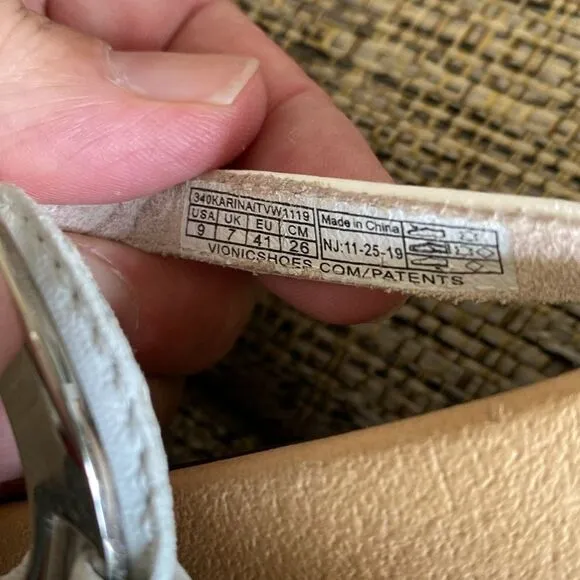 340KARINA/TVW1119
USA UK EU CM
9 7 41 26
Made in China
NJ:11-25-19
VIONICSHOES.COM/PATENTS